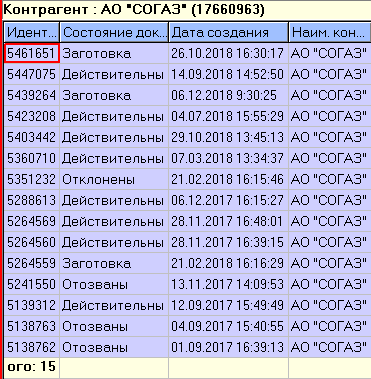 Контрагент : АО "СОГАЗ" (17660963)
Идент... Состояние док... Дата создания Наим. кон...
5461651 Заготовка 26.10.2018 16:30:17 АО "СОГАЗ"
5447075 Действительны 14.09.2018 14:52:50 АО "СОГАЗ"
5439264 Заготовка 06.12.2018 9:30:25 АО "СОГАЗ"
5423208 Действительны 04.07.2018 15:55:29 АО "СОГАЗ"
5403442 Действительны 29.10.2018 13:45:13 АО "СОГАЗ"
5360710 Действительны 07.03.2018 13:34:37 АО "СОГАЗ"
5351232 Отклонены 21.02.2018 16:15:46 АО "СОГАЗ"
5288613 Действительны 06.12.2017 16:15:27 АО "СОГАЗ"
5264569 Действительны 28.11.2017 16:48:01 АО "СОГАЗ"
5264560 Действительны 28.11.2017 16:39:15 АО "СОГАЗ"
5264559 Заготовка 21.02.2018 16:16:29 АО "СОГАЗ"
5241550 Отозваны 13.11.2017 14:09:53 АО "СОГАЗ"
5139312 Действительны 12.09.2017 15:49:49 АО "СОГАЗ"
5138763 Отозваны 04.09.2017 15:40:55 АО "СОГАЗ"
5138762 Отозваны 01.09.2017 16:39:13 АО "СОГАЗ"
ого: 15